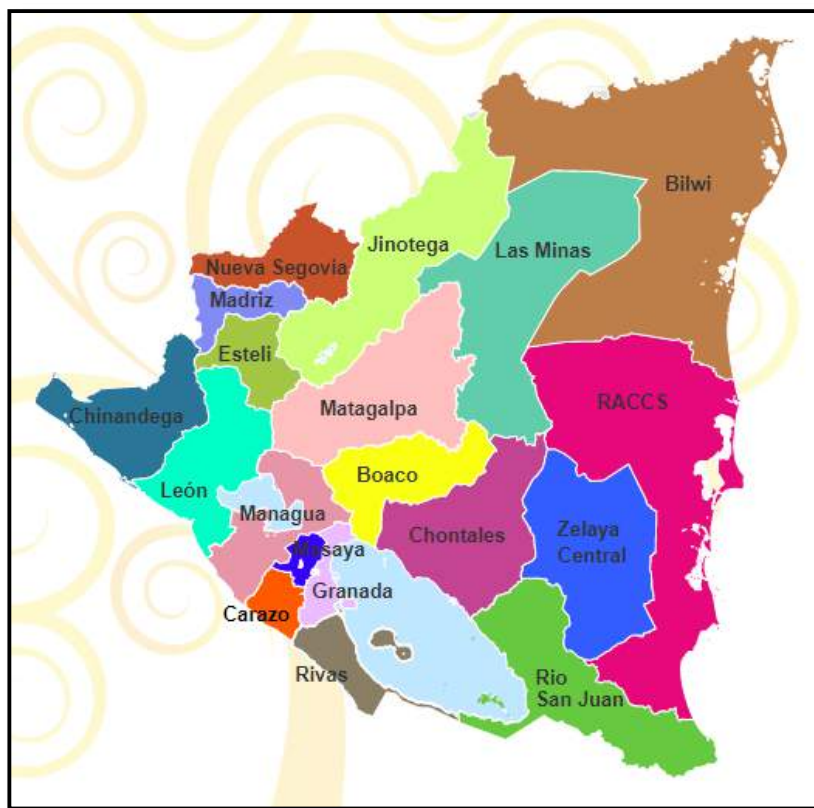 Bilwi
Jinotega
Las Minas
Nueva Segovia
Madriz
Esteli
Chinandega
Matagalpa
RACCS
León
Boaco
Managua
Chontales
Zelaya
Central
Masaya
Granada
Carazo
Rivas
Rio
San Juan